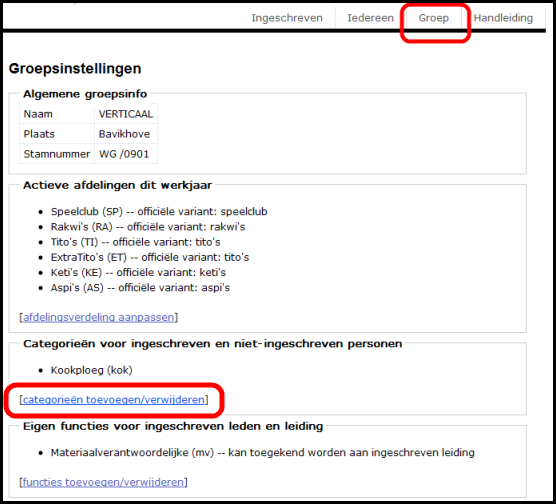 Ingeschreven Iedereen Groep Handleiding
Groepsinstellingen
Algemene groepsinfo
Naam VERTICAAL
Plaats Bavikhove
Stamnummer WG /0901
Actieve afdelingen dit werkjaar
• Speelclub (SP) -- officiële variant: speelclub
• Rakwi's (RA) -- officiële variant: rakwi's
• Tito's (TI) -- officiële variant: tito's
• ExtraTito's (ET) -- officiële variant: tito's
• Keti's (KE) -- officiële variant: keti's
• Aspi's (AS) -- officiële variant: aspi's
[afdelingsverdeling aanpassen]
Categorieën voor ingeschreven en niet-ingeschreven personen
• Kookploeg (kok)
[categorieën toevoegen/verwijderen]
Eigen functies voor ingeschreven leden en leiding
• Materiaalverantwoordelijke (mv) -- kan toegekend worden aan ingeschreven leiding
[functies toevoegen/verwijderen]